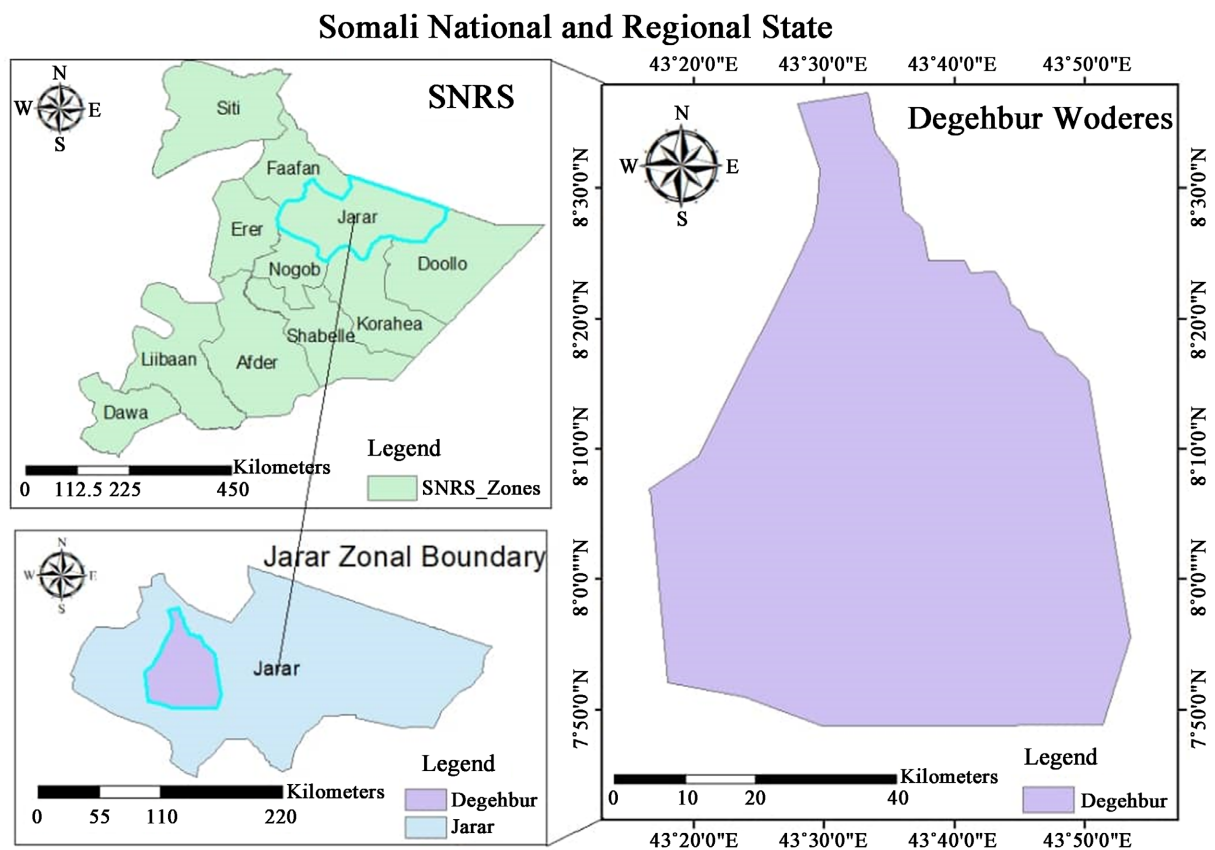 Somali National and Regional State
SNRS
N
W E
S
Siti
Faafan
Jarar
Erer
Nogob
Doollo
Shabelle
Korahea
Liibaan
Afder
Dawa
Legend
SNRS_Zones
Kilometers
0 112.5 225 450
Jarar Zonal Boundary
N
W E
S
Jarar
Legend
Degehbur
Jarar
Kilometers
0 55 110 220
43°20'0"E 43°30'0"E 43°40'0"E 43°50'0"E
Degehbur Woderes
N
W E
S
8°30'0"N 8°30'0"N
8°20'0"N 8°20'0"N
8°10'0"N 8°10'0"N
8°0'0"N 8°0'0"N
7°50'0"N 7°50'0"N
Legend
Degehbur
Kilometers
0 10 20 40
43°20'0"E 43°30'0"E 43°40'0"E 43°50'0"E